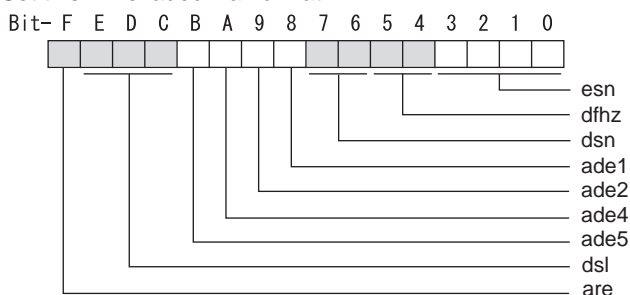 Bit- F E D C B A 9 8 7 6 5 4 3 2 1 0
esn
dfhz
dsn
ade1
ade2
ade4
ade5
dsl
are